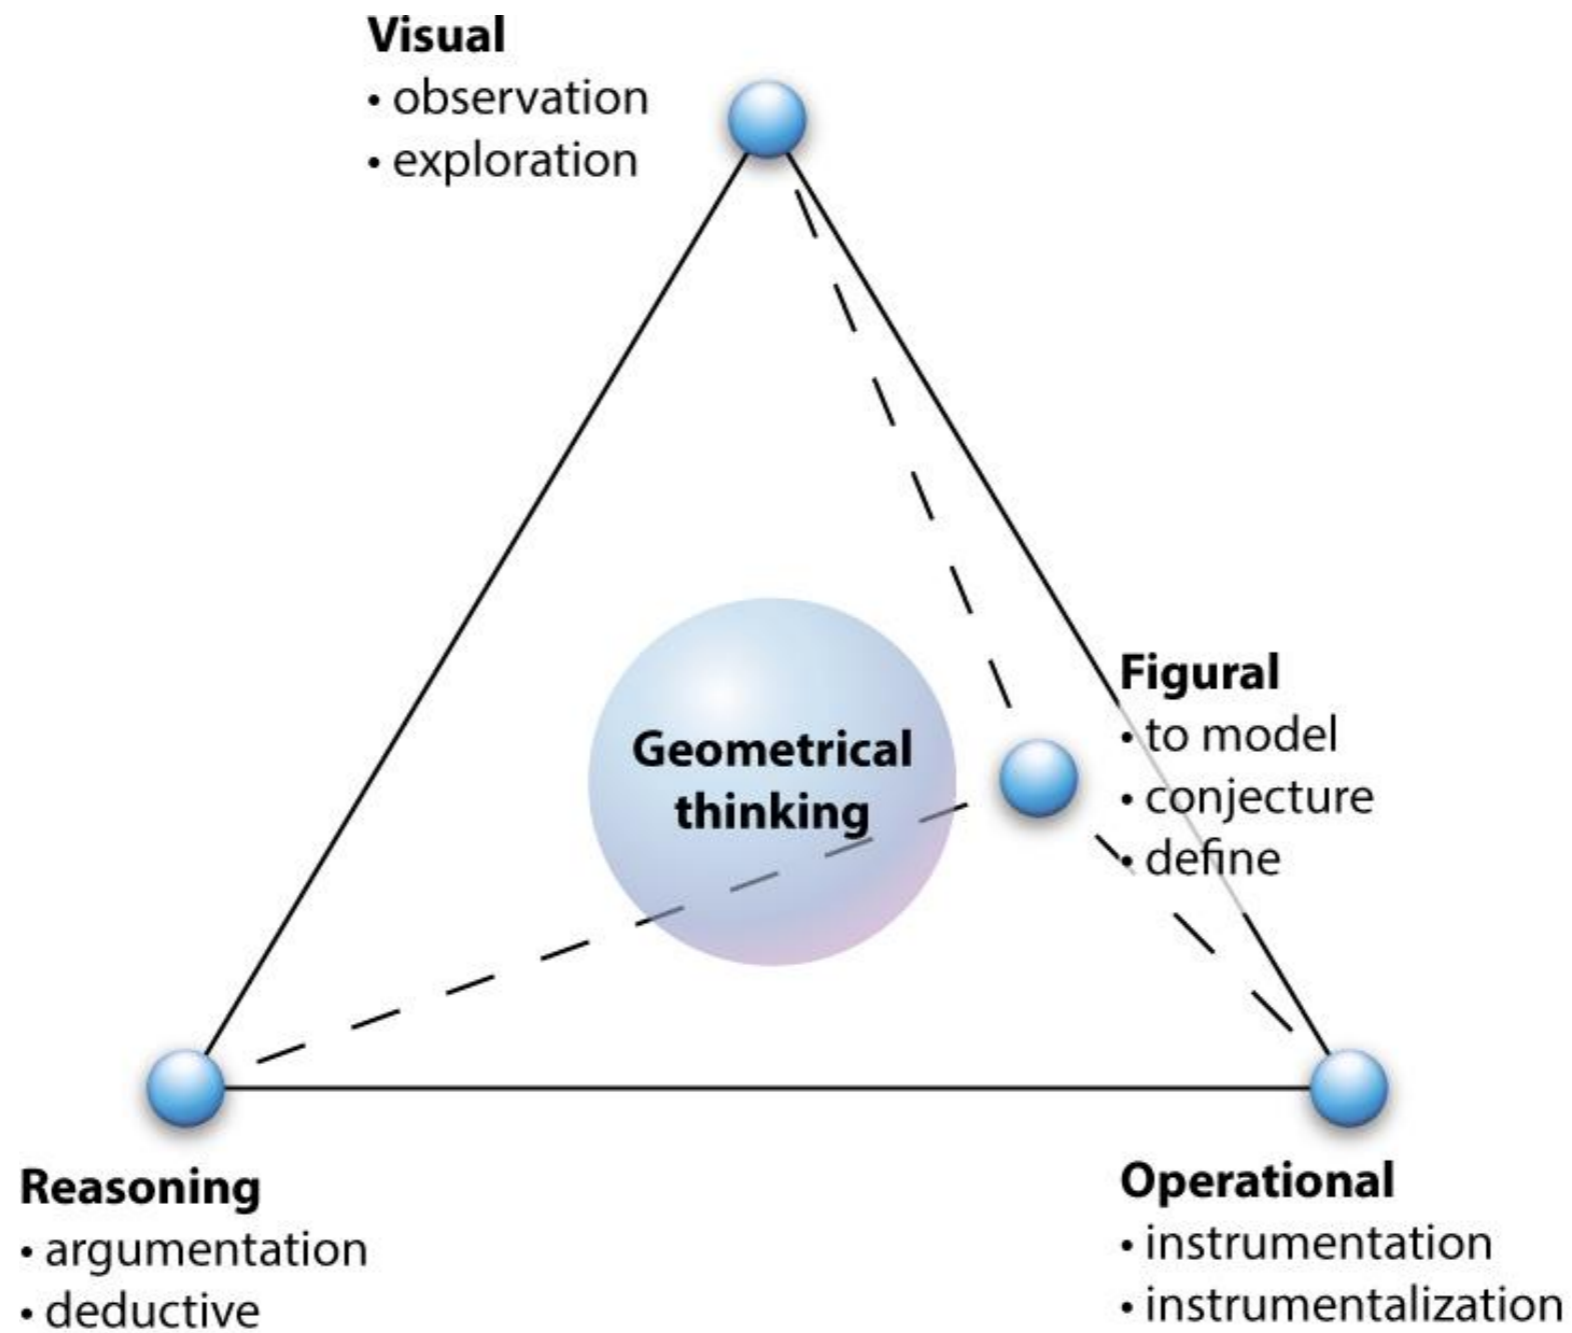 Visual
• observation
• exploration
Geometrical
thinking
Figural
• to model
• conjecture
• define
Reasoning
• argumentation
• deductive
Operational
• instrumentation
• instrumentalization